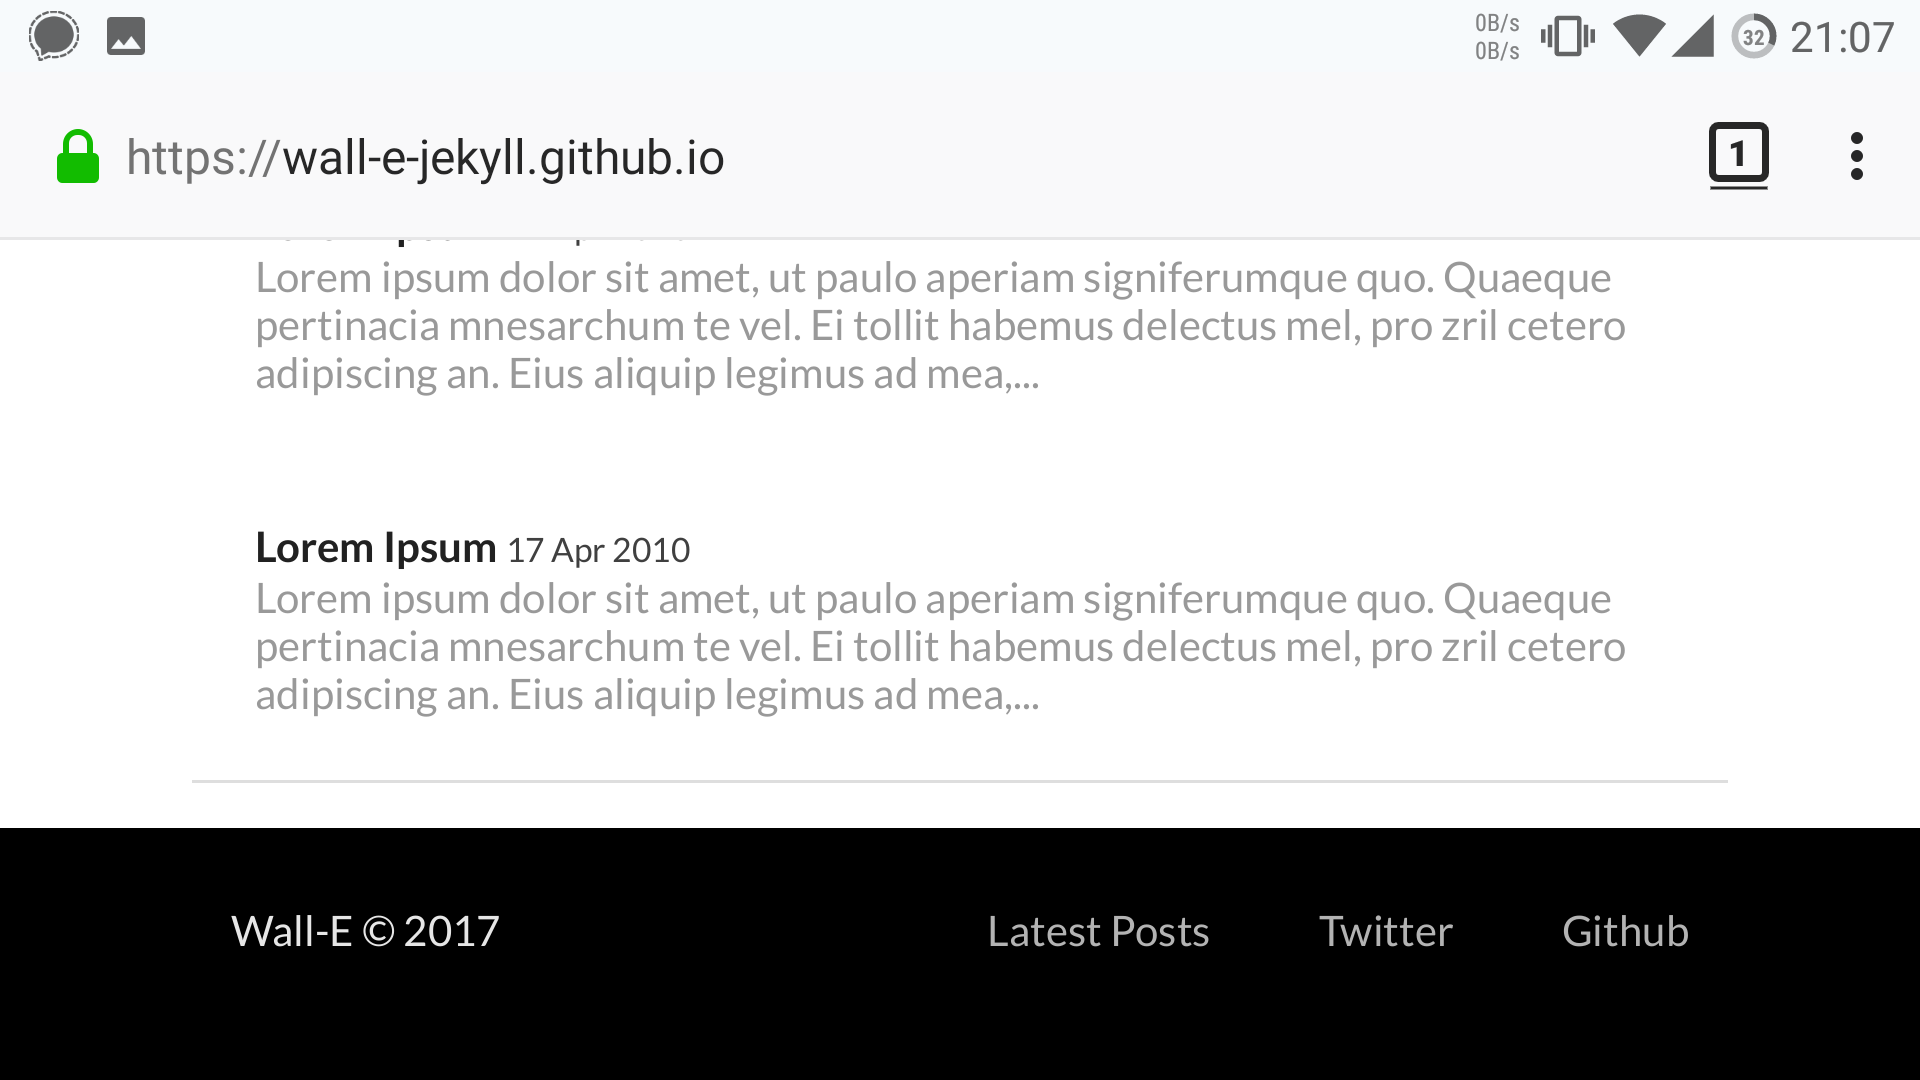 0B/s
0B/s
32
21:07
https://wall-e-jekyll.github.io
1
Lorem ipsum dolor sit amet, ut paulo aperiam signiferumque quo. Quaeque
pertinacia mnesarchum te vel. Ei tollit habemus delectus mel, pro zril cetero
adipiscing an. Eius aliquip legimus ad mea,...
Lorem Ipsum 17 Apr 2010
Lorem ipsum dolor sit amet, ut paulo aperiam signiferumque quo. Quaeque
pertinacia mnesarchum te vel. Ei tollit habemus delectus mel, pro zril cetero
adipiscing an. Eius aliquip legimus ad mea,...
Wall-E © 2017
Latest Posts
Twitter
Github